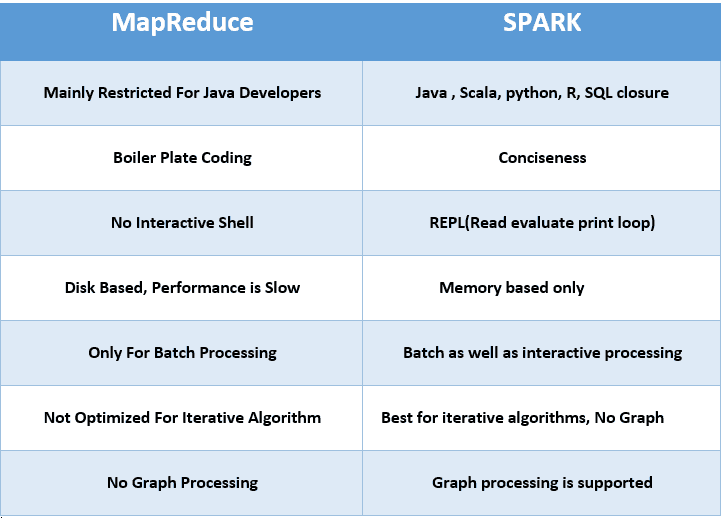 MapReduce SPARK
Mainly Restricted For Java Developers Java , Scala, python, R, SQL closure
Boiler Plate Coding Conciseness
No Interactive Shell REPL(Read evaluate print loop)
Disk Based, Performance is Slow Memory based only
Only For Batch Processing Batch as well as interactive processing
Not Optimized For Iterative Algorithm Best for iterative algorithms, No Graph
No Graph Processing Graph processing is supported